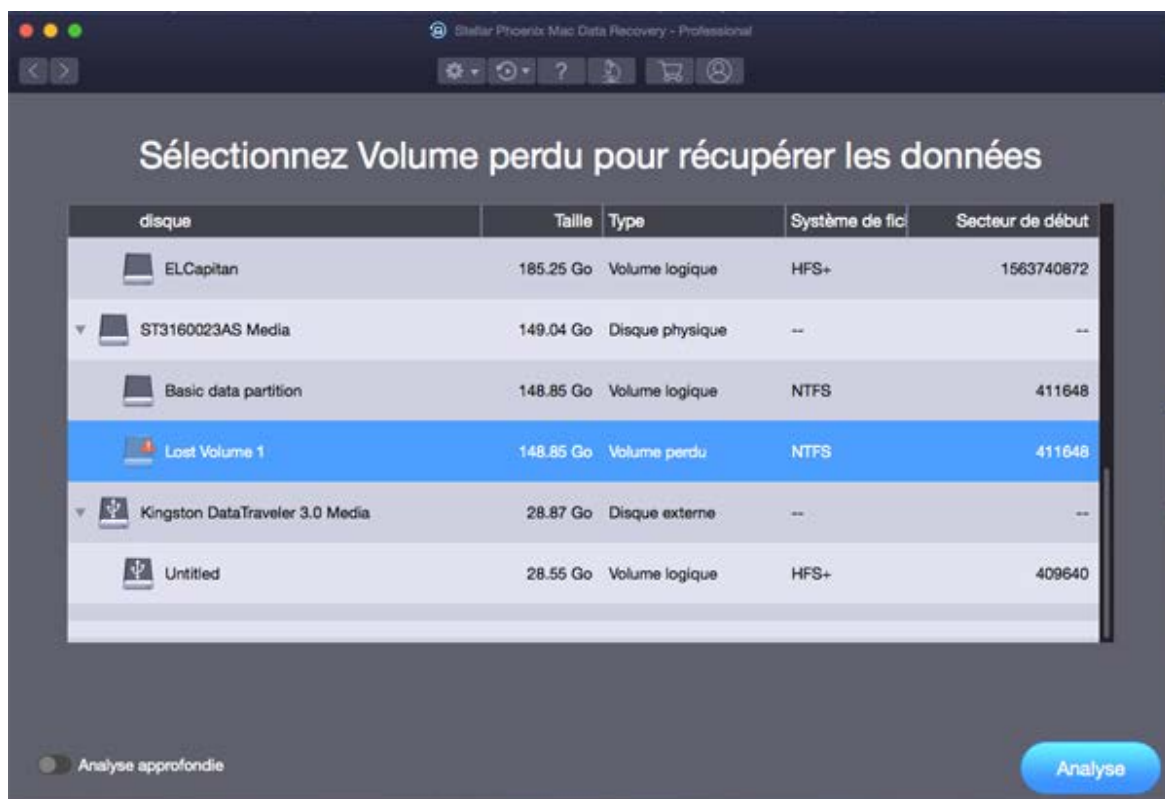 Stellar Phoenix Mac Data Recovery - Professional
?
Sélectionnez Volume perdu pour récupérer les données
disque Taille Type Système de fic Secteur de début
ELCapitan 185.25 Go Volume logique HFS+ 1563740872
ST3160023AS Media 149.04 Go Disque physique -- --
Basic data partition 148.85 Go Volume logique NTFS 411648
Lost Volume 1 148.85 Go Volume perdu NTFS 411648
Kingston DataTraveler 3.0 Media 28.87 Go Disque externe -- --
Untitled 28.55 Go Volume logique HFS+ 409640
Analyse approfondie
Analyse